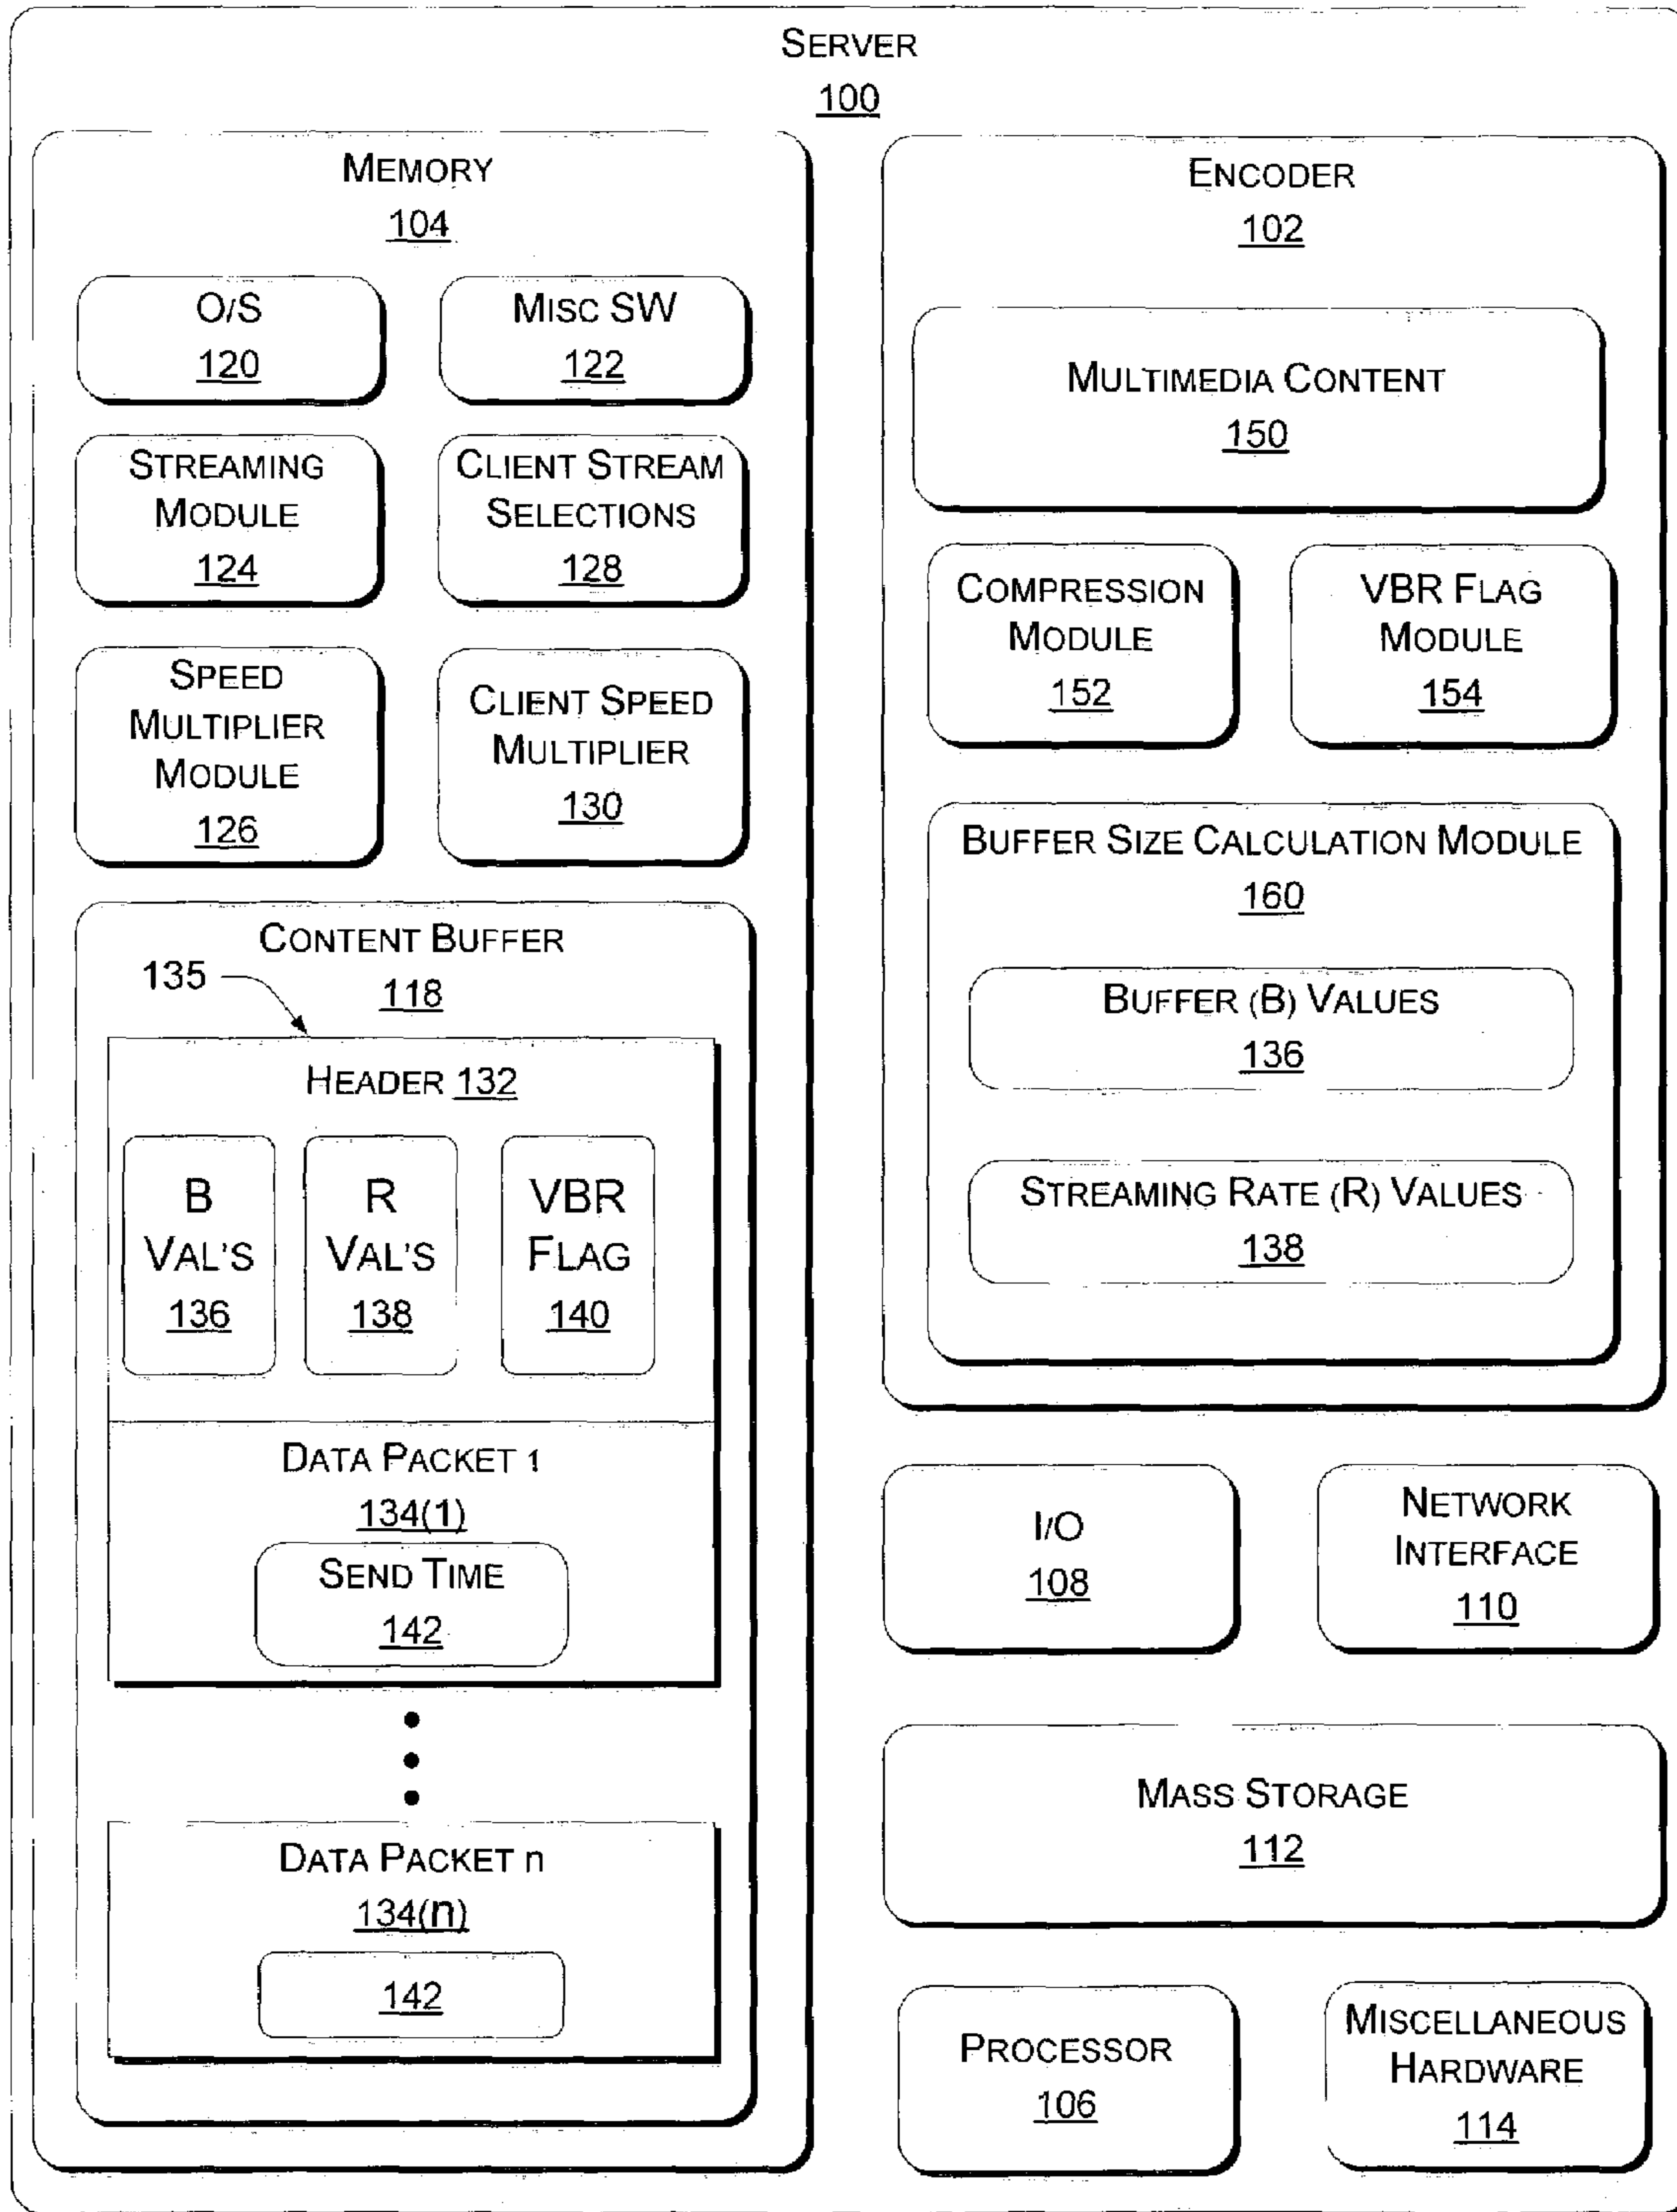 SERVER
100
MEMORY
104
O/S
120
MISC SW
122
STREAMING
MODULE
124
CLIENT STREAM
SELECTIONS
128
SPEED
MULTIPLIER
MODULE
126
CLIENT SPEED
MULTIPLIER
130
CONTENT BUFFER
118
135
HEADER 132
B
VAL'S
136
R
VAL'S
138
VBR
FLAG
140
DATA PACKET 1
134(1)
SEND TIME
142
DATA PACKET n
134(n)
142
ENCODER
102
MULTIMEDIA CONTENT
150
COMPRESSION
MODULE
152
VBR FLAG
MODULE
154
BUFFER SIZE CALCULATION MODULE
160
BUFFER (B) VALUES
136
STREAMING RATE (R) VALUES
138
I/O
108
NETWORK
INTERFACE
110
MASS STORAGE
112
PROCESSOR
106
MISCELLANEOUS
HARDWARE
114